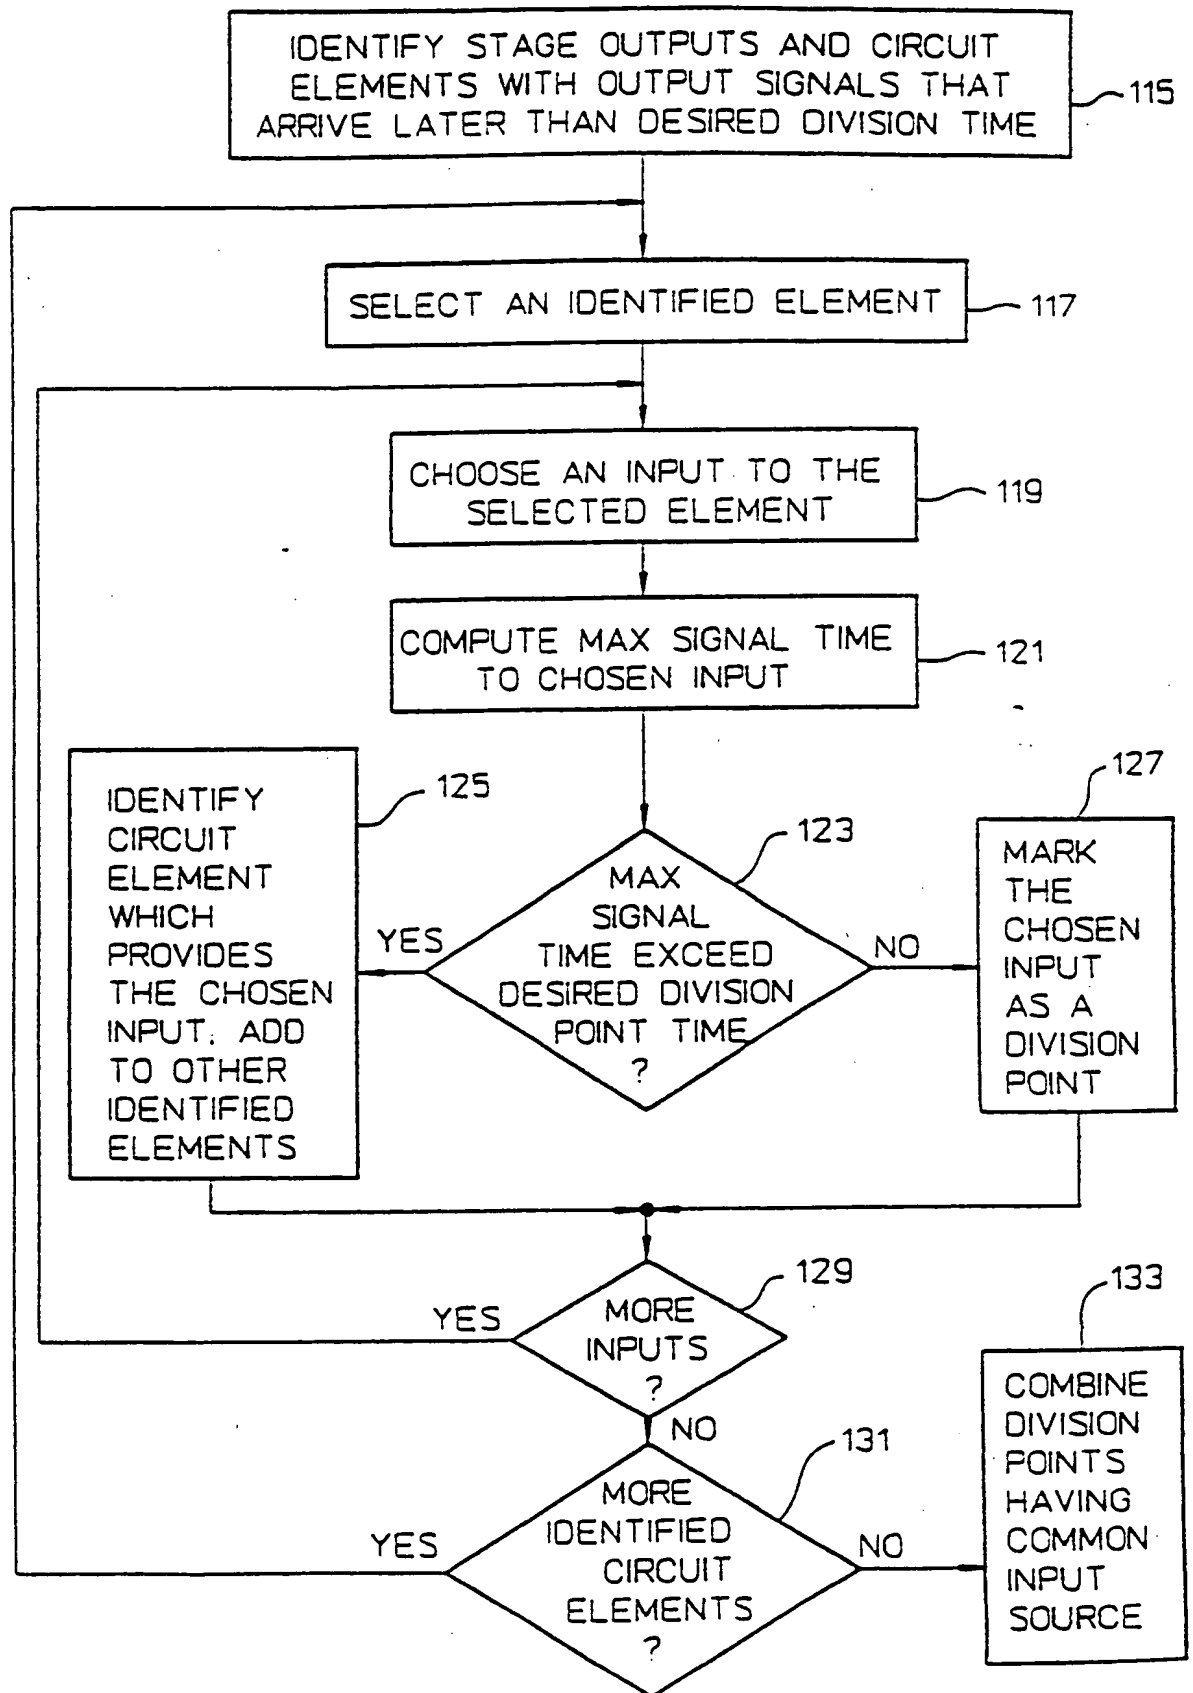 IDENTIFY STAGE OUTPUTS AND CIRCUIT
ELEMENTS WITH OUTPUT SIGNALS THAT
ARRIVE LATER THAN DESIRED DIVISION TIME
115
SELECT AN IDENTIFIED ELEMENT
117
CHOOSE AN INPUT TO THE
SELECTED ELEMENT
119
COMPUTE MAX SIGNAL TIME
TO CHOSEN INPUT
121
IDENTIFY
CIRCUIT
ELEMENT
WHICH
PROVIDES
THE CHOSEN
INPUT. ADD
TO OTHER
IDENTIFIED
ELEMENTS
125
MAX
SIGNAL
TIME EXCEED
DESIRED DIVISION
POINT TIME
?
123
YES
NO
127
MARK
THE
CHOSEN
INPUT
AS A
DIVISION
POINT
MORE
INPUTS
?
129
YES
NO
MORE
IDENTIFIED
CIRCUIT
ELEMENTS
?
131
YES
NO
133
COMBINE
DIVISION
POINTS
HAVING
COMMON
INPUT
SOURCE